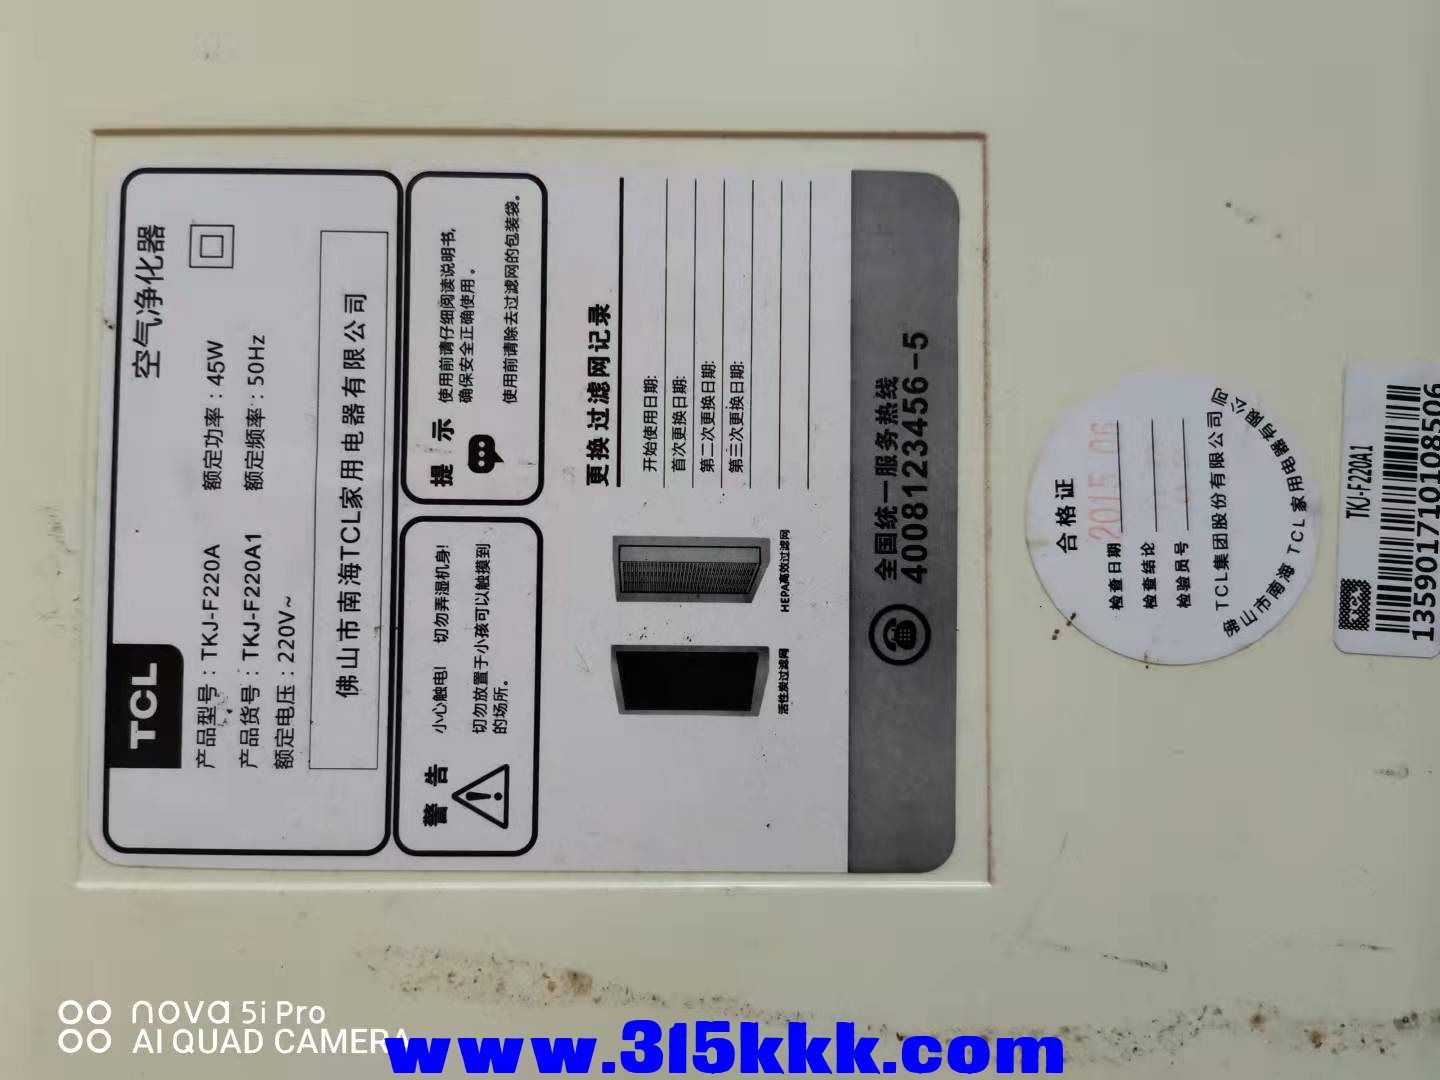 TCL
空气净化器
产品型号：TKJ-F220A 额定功率：45W
产品货号：TKJ-F220A1 额定频率：50Hz
额定电压：220V~
佛山市南海TCL家用电器有限公司
警告
小心触电! 切勿弄湿机身!
切勿放置于小孩可以触摸到
的场所。
提示
使用前请仔细阅读说明书,
确保安全正确使用。
使用前请除去过滤网的包装袋。
活性炭过滤网
HEPA高效过滤网
更换过滤网记录
开始使用日期:
首次更换日期:
第二次更换日期:
第三次更换日期:
全国统一服务热线
4008123456-5
合格证
检查日期 2015 06
检查结论
检验员号
TCL集团股份有限公司
佛山市南海TCL家用电器有限公司
TKJ-F220A1
135901710108506
nova 5i Pro
AI QUAD CAMERA
www.315kkk.com